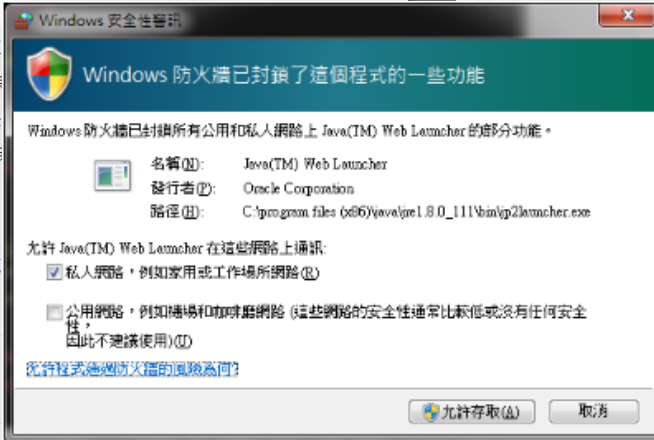 Windows 安全性警訊
Windows 防火牆已封鎖了這個程式的一些功能
Windows 防火牆已封鎖所有公用和私人網路上 Java(TM) Web Launcher 的部分功能。
名稱(N): Java(TM) Web Launcher
發行者(P): Oracle Corporation
路徑(H): C:\program files (x86)\java\jre1.8.0_111\bin\jp2launcher.exe
允許 Java(TM) Web Launcher 在這些網路上通訊:
私人網路，例如家用或工作場所網路(R)
公用網路，例如機場和咖啡廳網路 (這些網路的安全性通常比較低或沒有任何安全
性，
因此不建議使用)(U)
允許程式通過防火牆的風險為何?
允許存取(A) 取消